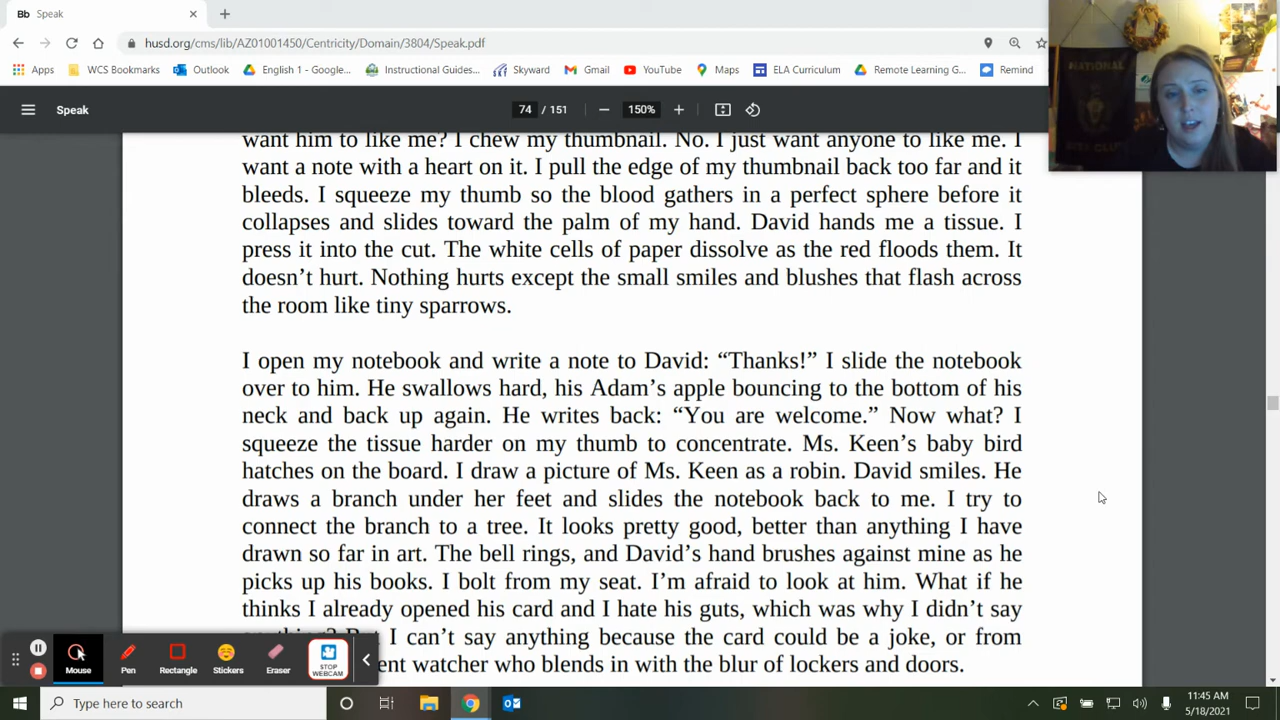 Bb Speak
husd.org/cms/lib/AZ01001450/Centricity/Domain/3804/Speak.pdf
Apps WCS Bookmarks Outlook English 1 - Google... Instructional Guides... Skyward Gmail YouTube Maps ELA Curriculum Remote Learning G... Remind
Speak 74 / 151 150%
NATIONAL
want him to like me? I chew my thumbnail. No. I just want anyone to like me. I
want a note with a heart on it. I pull the edge of my thumbnail back too far and it
bleeds. I squeeze my thumb so the blood gathers in a perfect sphere before it
collapses and slides toward the palm of my hand. David hands me a tissue. I
press it into the cut. The white cells of paper dissolve as the red floods them. It
doesn’t hurt. Nothing hurts except the small smiles and blushes that flash across
the room like tiny sparrows.
I open my notebook and write a note to David: “Thanks!” I slide the notebook
over to him. He swallows hard, his Adam’s apple bouncing to the bottom of his
neck and back up again. He writes back: “You are welcome.” Now what? I
squeeze the tissue harder on my thumb to concentrate. Ms. Keen’s baby bird
hatches on the board. I draw a picture of Ms. Keen as a robin. David smiles. He
draws a branch under her feet and slides the notebook back to me. I try to
connect the branch to a tree. It looks pretty good, better than anything I have
drawn so far in art. The bell rings, and David’s hand brushes against mine as he
picks up his books. I bolt from my seat. I’m afraid to look at him. What if he
thinks I already opened his card and I hate his guts, which was why I didn’t say
I can’t say anything because the card could be a joke, or from
ent watcher who blends in with the blur of lockers and doors.
Mouse Pen Rectangle Stickers Eraser STOP WEBCAM
Type here to search
11:45 AM
5/18/2021